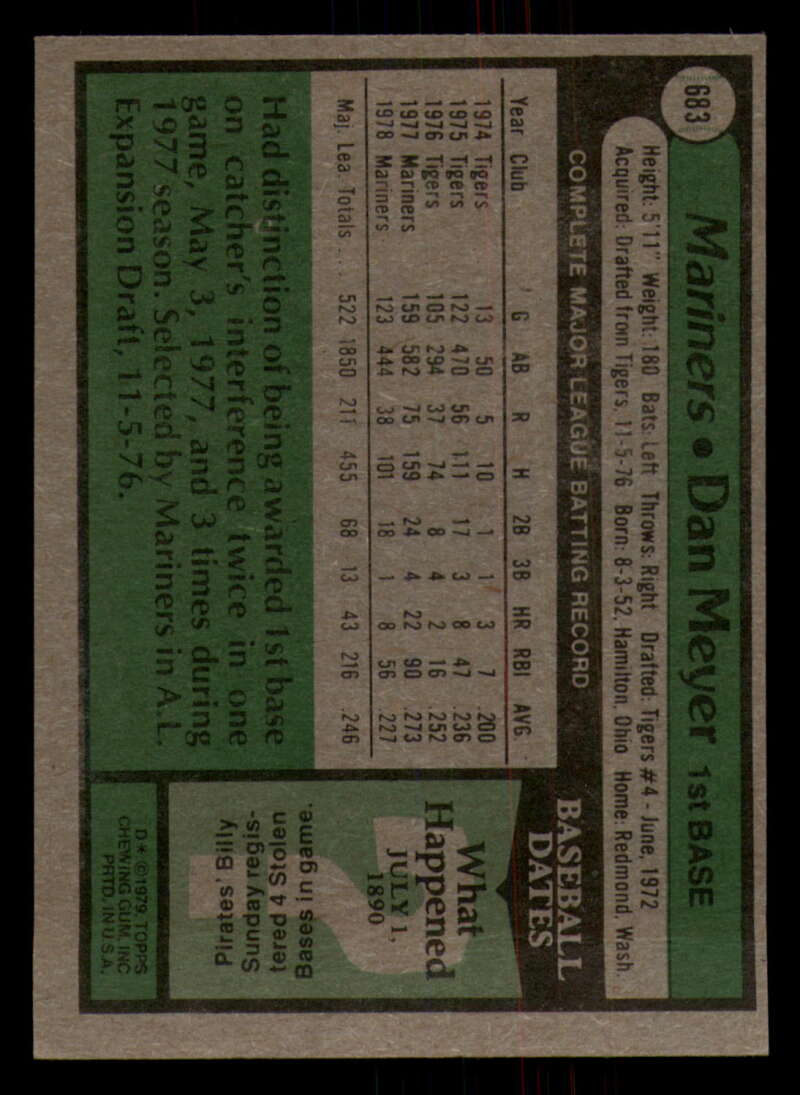 683
Mariners • Dan Meyer 1st BASE
Height: 5'11" Weight: 180 Bats: Left Throws: Right Drafted: Tigers #4 - June, 1972
Acquired: Drafted from Tigers, 11-5-76 Born: 8-3-52, Hamilton, Ohio Home: Redmond, Wash.
COMPLETE MAJOR LEAGUE BATTING RECORD
Year Club G AB R H 2B 3B HR RBI AVG.
1974 Tigers 13 50 5 10 1 1 3 7 .200
1975 Tigers 122 470 56 111 17 3 8 47 .236
1976 Tigers 105 294 37 74 8 4 2 16 .252
1977 Mariners 159 582 75 159 24 4 22 90 .273
1978 Mariners 123 444 38 101 18 1 8 56 .227
Maj. Lea. Totals .... 522 1850 211 455 68 13 43 216 .246
Had distinction of being awarded 1st base
on catcher's interference twice in one
game, May 3, 1977, and 3 times during
1977 season. Selected by Mariners in A.L.
Expansion Draft, 11-5-76.
BASEBALL
DATES
What
Happened
JULY 1,
1890
Pirates' Billy
Sunday regis-
tered 4 Stolen
Bases in game.
D* © 1979, TOPPS
CHEWING GUM, INC
PRTD. IN U.S.A.